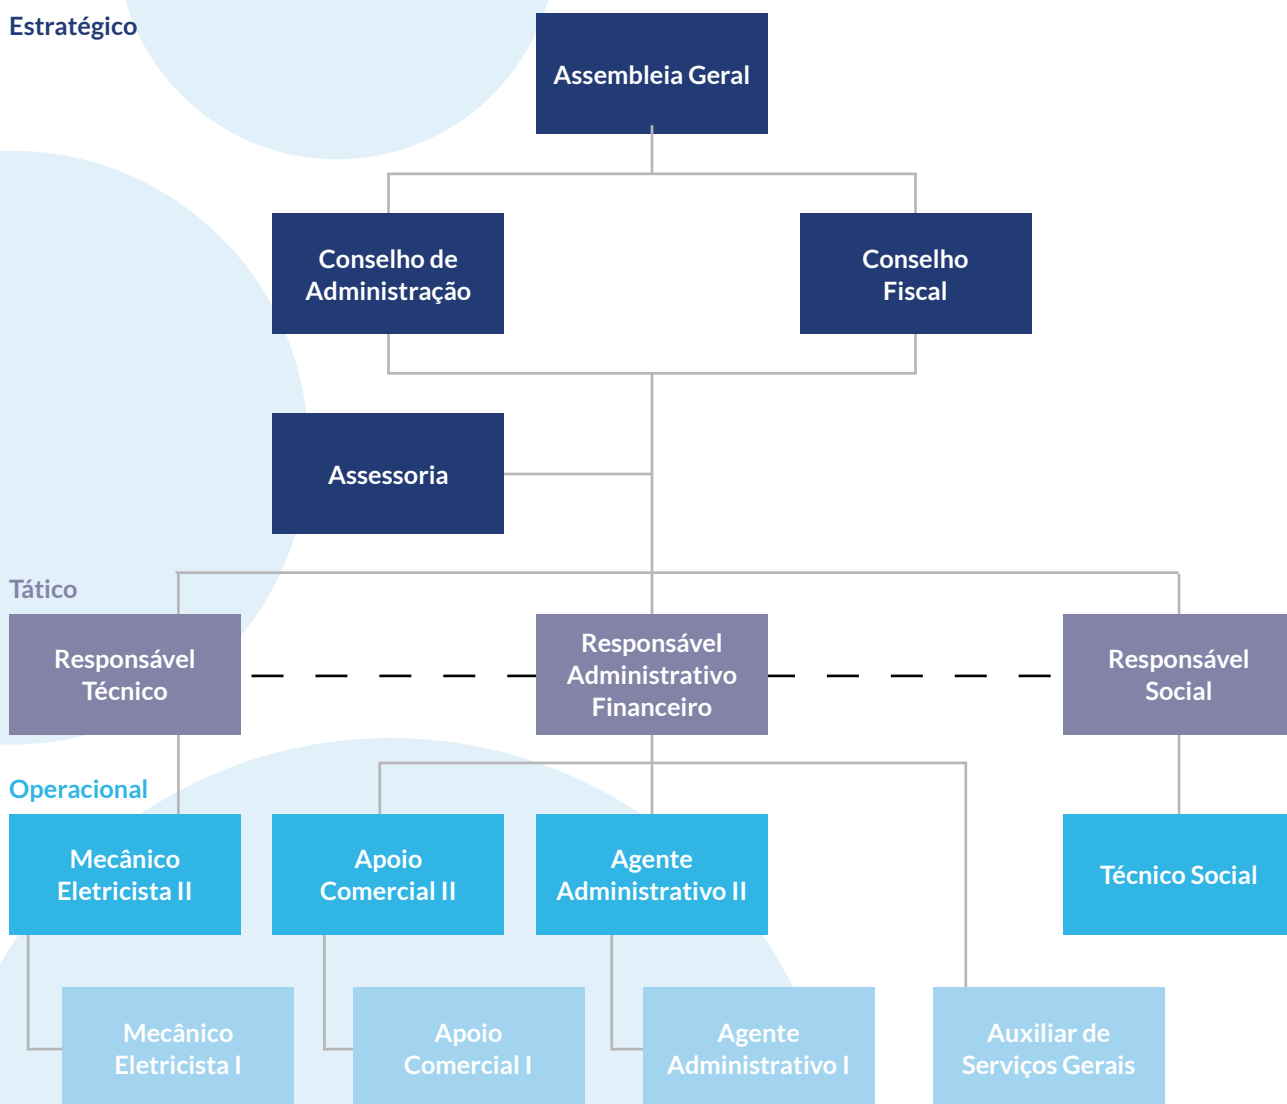 Estratégico
Assembleia Geral
Conselho de
Administração
Conselho
Fiscal
Assessoria
Tático
Responsável
Técnico
Responsável
Administrativo
Financeiro
Responsável
Social
Operacional
Mecânico
Eletricista II
Apoio
Comercial II
Agente
Administrativo II
Técnico Social
Mecânico
Eletricista I
Apoio
Comercial I
Agente
Administrativo I
Auxiliar de
Serviços Gerais